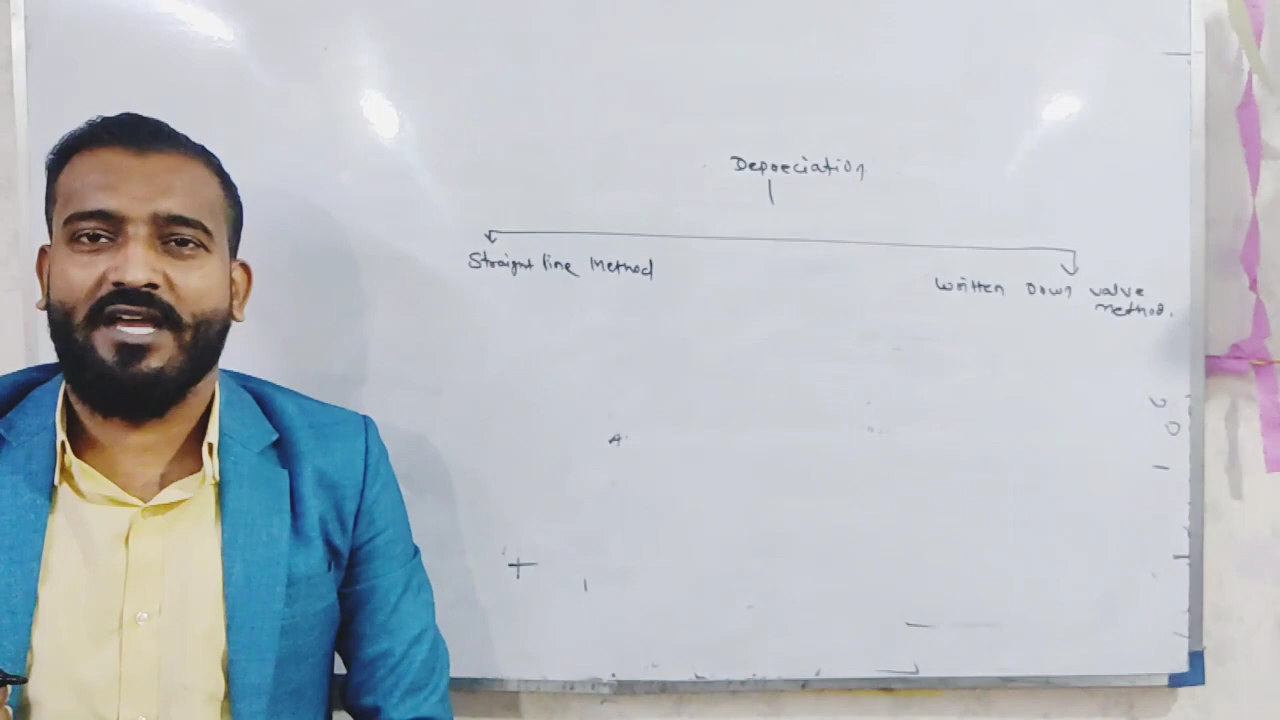 Depreciation
Straight line Method
Written Down value
method.